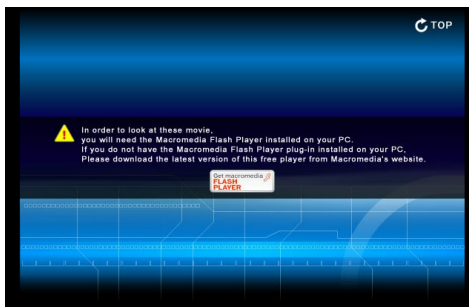 TOP
In order to look at these movie,
you will need the Macromedia Flash Player installed on your PC.
If you do not have the Macromedia Flash Player plug-in installed on your PC,
Please download the latest version of this free player from Macromedia's website.
Get macromedia
FLASH
PLAYER